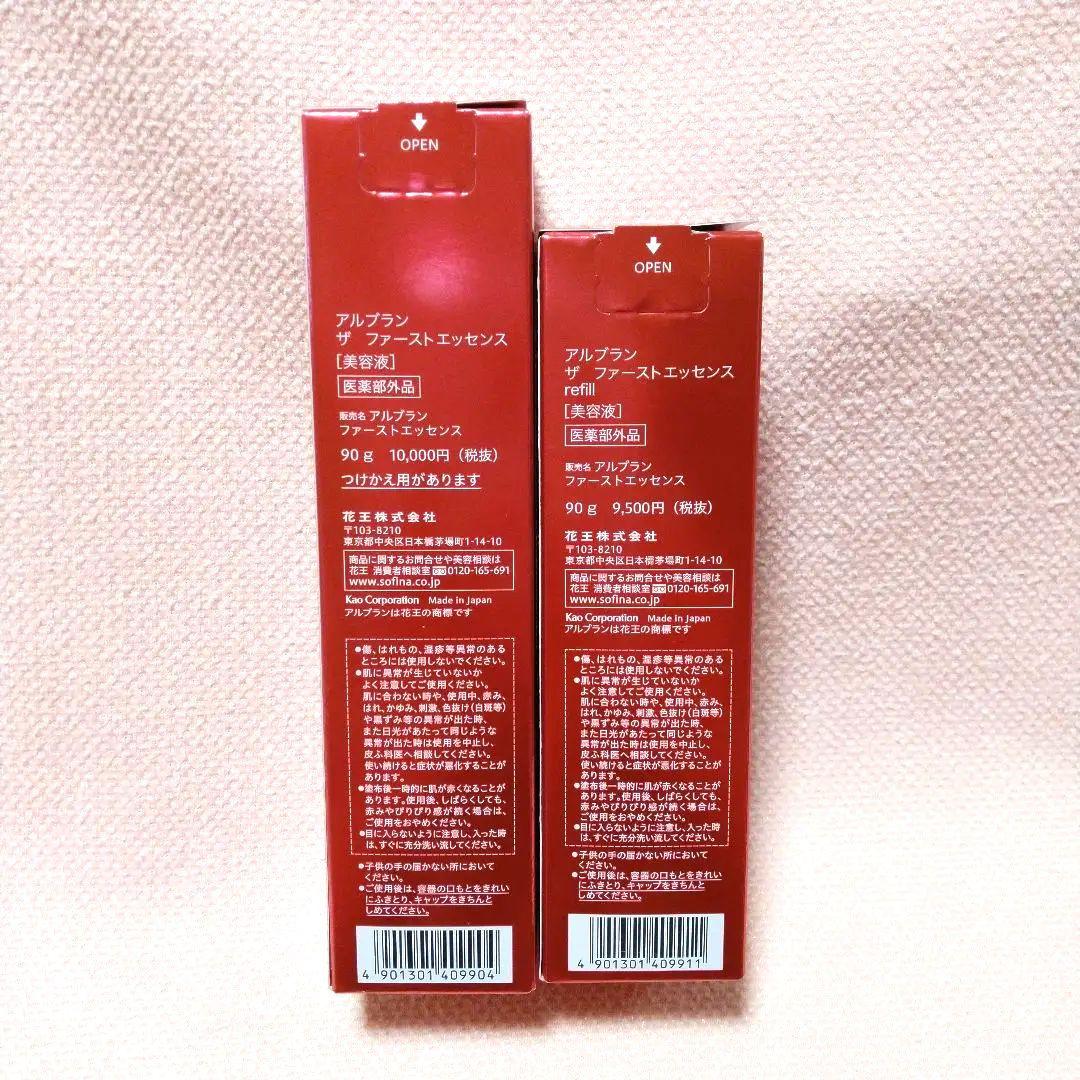 OPEN
アルブラン
ザ ファーストエッセンス
[美容液]
医薬部外品
販売名 アルブラン
ファーストエッセンス
90g 10,000円(税抜)
つけかえ用があります
花王株式会社
〒103-8210
東京都中央区日本橋茅場町1-14-10
商品に関するお問合せや美容相談は
花王 消費者相談室 0120-165-691
www.sofina.co.jp
Kao Corporation Made in Japan
アルブランは花王の商標です
●傷、はれもの、湿疹等異常のある
ところには使用しないでください。
●肌に異常が生じていないか
よく注意してご使用ください。
肌に合わない時や、使用中、赤み、
はれ、かゆみ、刺激、色抜け(白斑等)
や黒ずみ等の異常が出た時、
また日光があたって同じような
異常が出た時は使用を中止し、
皮ふ科医へ相談してください。
使い続けると症状が悪化することが
あります。
●塗布後一時的に肌が赤くなることが
あります。使用後、しばらくしても、
赤みやぴりぴり感が続く場合は、
ご使用をおやめください。
●目に入らないように注意し、入った時
は、すぐに充分洗い流してください。
●子供の手の届かない所において
ください。
●ご使用後は、容器の口もとをきれい
にふきとり、キャップをきちんと
しめてください。
4 901301 409904
OPEN
アルブラン
ザ ファーストエッセンス
refill
[美容液]
医薬部外品
販売名 アルブラン
ファーストエッセンス
90g 9,500円(税抜)
花王株式会社
〒103-8210
東京都中央区日本橋茅場町1-14-10
商品に関するお問合せや美容相談は
花王 消費者相談室 0120-165-691
www.sofina.co.jp
Kao Corporation Made in Japan
アルブランは花王の商標です
●傷、はれもの、湿疹等異常のある
ところには使用しないでください。
●肌に異常が生じていないか
よく注意してご使用ください。
肌に合わない時や、使用中、赤み、
はれ、かゆみ、刺激、色抜け(白斑等)
や黒ずみ等の異常が出た時、
また日光があたって同じような
異常が出た時は使用を中止し、
皮ふ科医へ相談してください。
使い続けると症状が悪化することが
あります。
●塗布後一時的に肌が赤くなることが
あります。使用後、しばらくしても、
赤みやぴりぴり感が続く場合は、
ご使用をおやめください。
●目に入らないように注意し、入った時
は、すぐに充分洗い流してください。
●子供の手の届かない所において
ください。
●ご使用後は、容器の口もとをきれい
にふきとり、キャップをきちんと
しめてください。
4 901301 409911